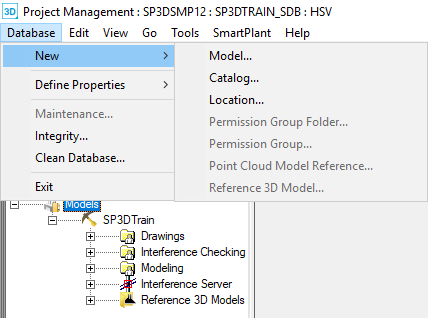 3D Project Management : SP3DSMP12 : SP3DTRAIN_SDB : HSV
Database Edit View Go Tools SmartPlant Help
New
Define Properties
Maintenance...
Integrity...
Clean Database...
Exit
Model...
Catalog...
Location...
Permission Group Folder...
Permission Group...
Point Cloud Model Reference...
Reference 3D Model...
Models
SP3DTrain
Drawings
Interference Checking
Modeling
Interference Server
Reference 3D Models